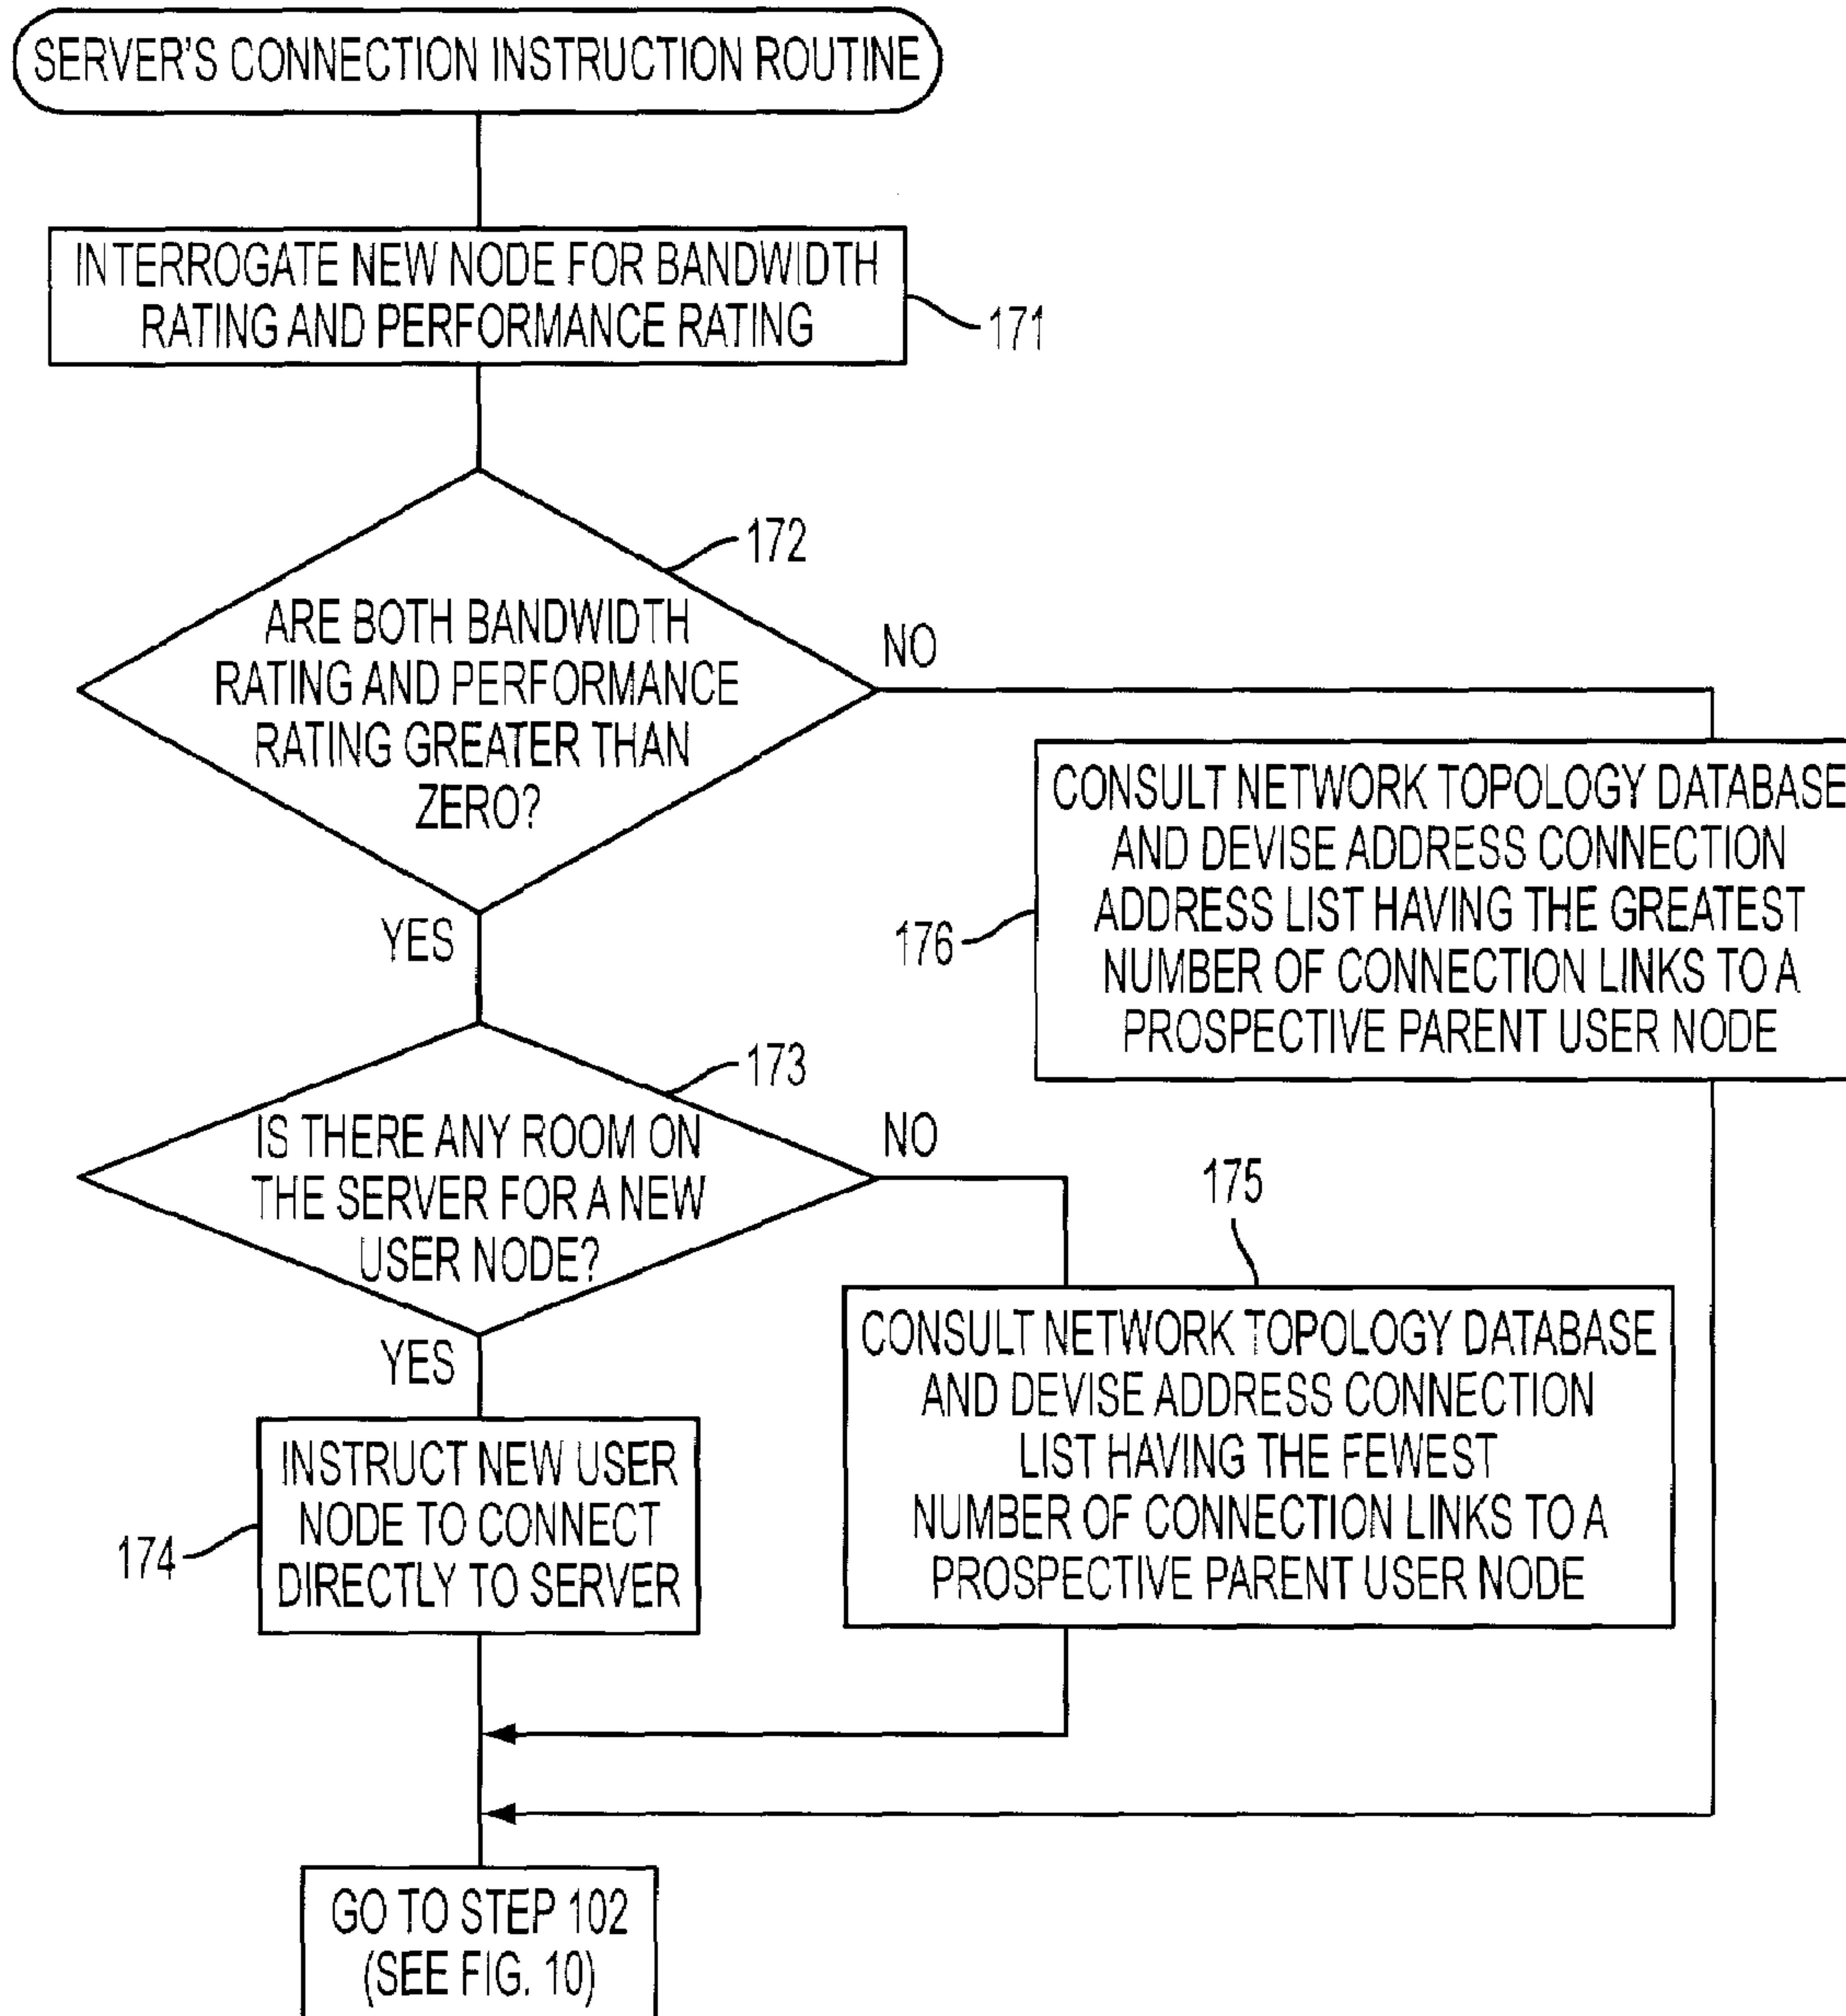 SERVER'S CONNECTION INSTRUCTION ROUTINE
INTERROGATE NEW NODE FOR BANDWIDTH
RATING AND PERFORMANCE RATING
171
172
ARE BOTH BANDWIDTH
RATING AND PERFORMANCE
RATING GREATER THAN
ZERO?
NO
YES
CONSULT NETWORK TOPOLOGY DATABASE
AND DEVISE ADDRESS CONNECTION
ADDRESS LIST HAVING THE GREATEST
NUMBER OF CONNECTION LINKS TO A
PROSPECTIVE PARENT USER NODE
176
173
IS THERE ANY ROOM ON
THE SERVER FOR A NEW
USER NODE?
NO
YES
175
CONSULT NETWORK TOPOLOGY DATABASE
AND DEVISE ADDRESS CONNECTION
LIST HAVING THE FEWEST
NUMBER OF CONNECTION LINKS TO A
PROSPECTIVE PARENT USER NODE
INSTRUCT NEW USER
NODE TO CONNECT
DIRECTLY TO SERVER
174
GO TO STEP 102
(SEE FIG. 10)